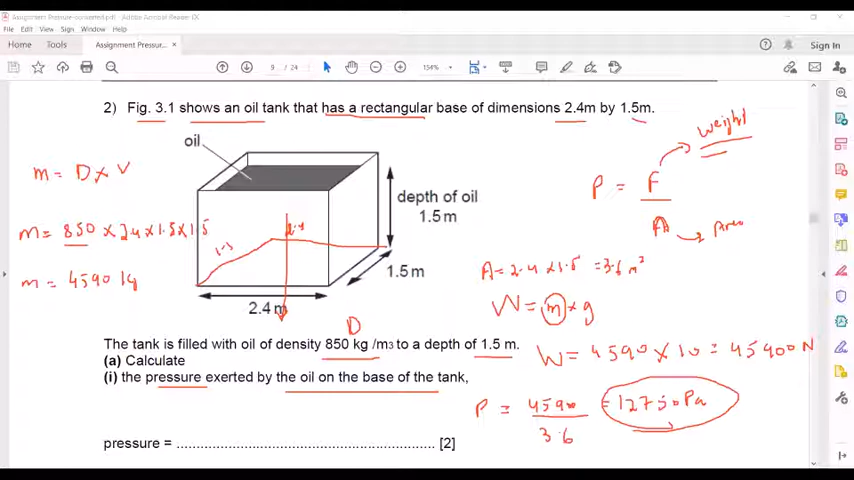 Assignment Pressure-converted.pdf - Adobe Acrobat Reader DC
File Edit View Sign Window Help
Home Tools Assignment Pressur... × Sign In
9 / 24 154%
2) Fig. 3.1 shows an oil tank that has a rectangular base of dimensions 2.4m by 1.5m.
weight
oil
m = D x V
P = F
A Area
depth of oil
1.5 m
m = 850 x 2.4 x 1.5 x 1.5
1.5 2.4
A = 2.4 x 1.5 = 3.6 m²
1.5 m
m = 4590 kg
W = m x g
2.4 m
D
The tank is filled with oil of density 850 kg /m3 to a depth of 1.5 m.
W = 4590 x 10 = 45900 N
(a) Calculate
(i) the pressure exerted by the oil on the base of the tank,
P = 45900 = 12750 Pa
3.6
pressure = ................................................................ [2]